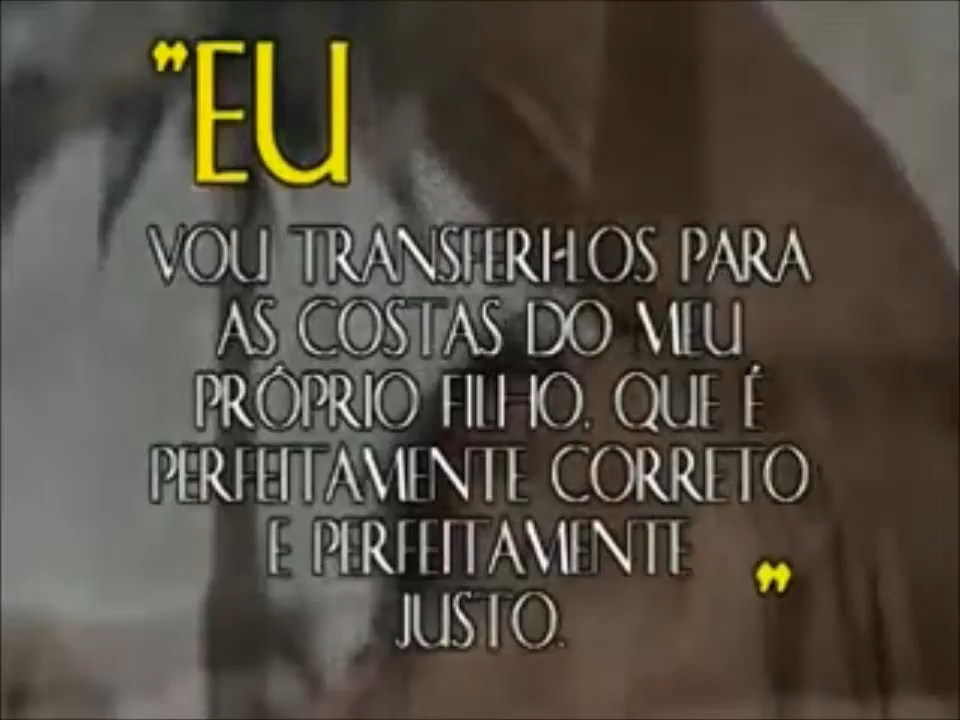 "EU
VOU TRANSFERI-LOS PARA
AS COSTAS DO MEU
PRÓPRIO FILHO, QUE É
PERFEITAMENTE CORRETO
E PERFEITAMENTE
JUSTO. "